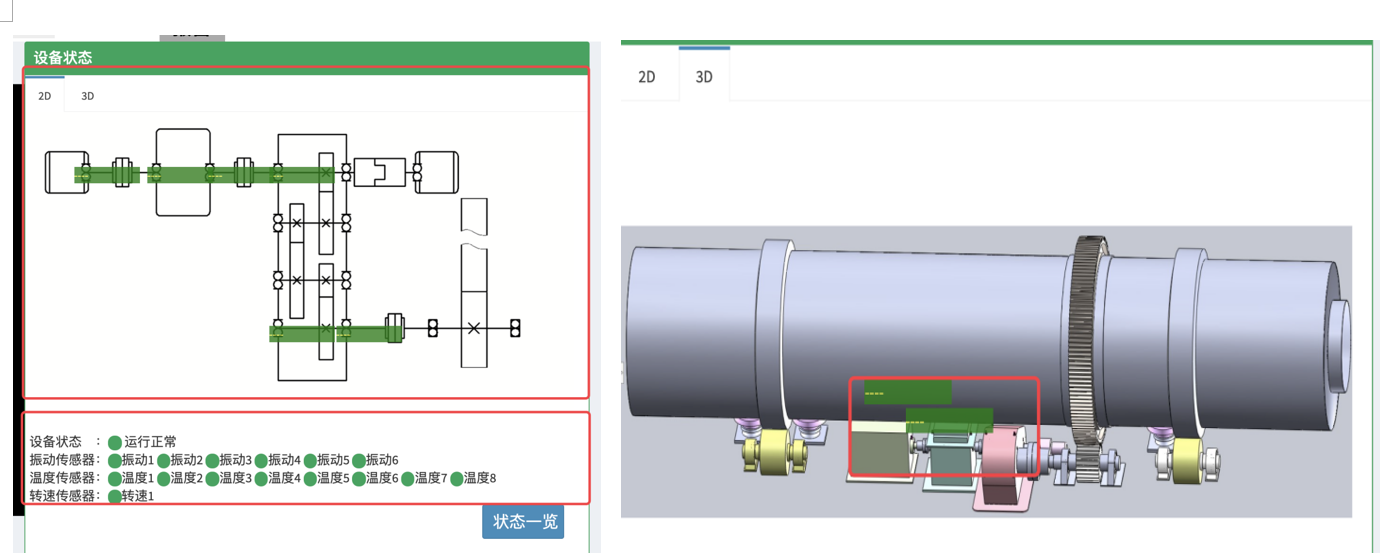 设备状态
2D 3D
设备状态 : 运行正常
振动传感器: 振动1 振动2 振动3 振动4 振动5 振动6
温度传感器: 温度1 温度2 温度3 温度4 温度5 温度6 温度7 温度8
转速传感器: 转速1
状态一览
2D 3D